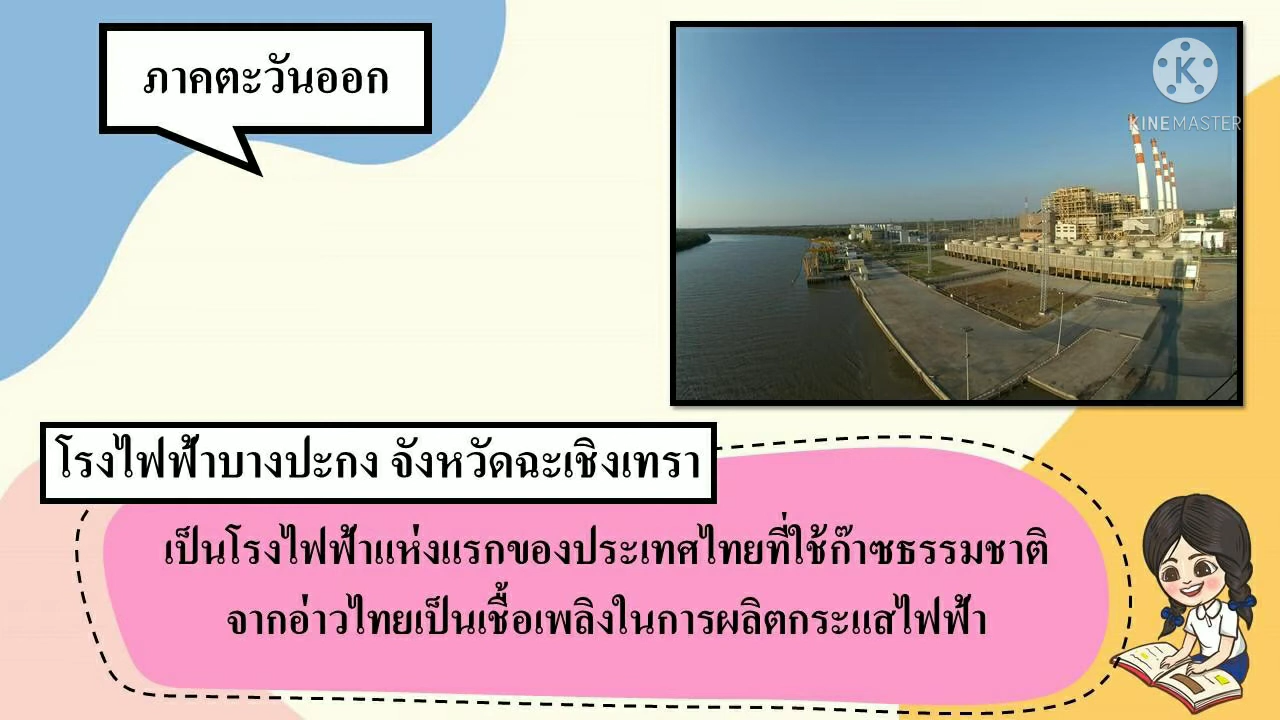 ภาคตะวันออก
KINEMASTER
โรงไฟฟ้าบางปะกง จังหวัดฉะเชิงเทรา
เป็นโรงไฟฟ้าแห่งแรกของประเทศไทยที่ใช้ก๊าซธรรมชาติ
จากอ่าวไทยเป็นเชื้อเพลิงในการผลิตกระแสไฟฟ้า